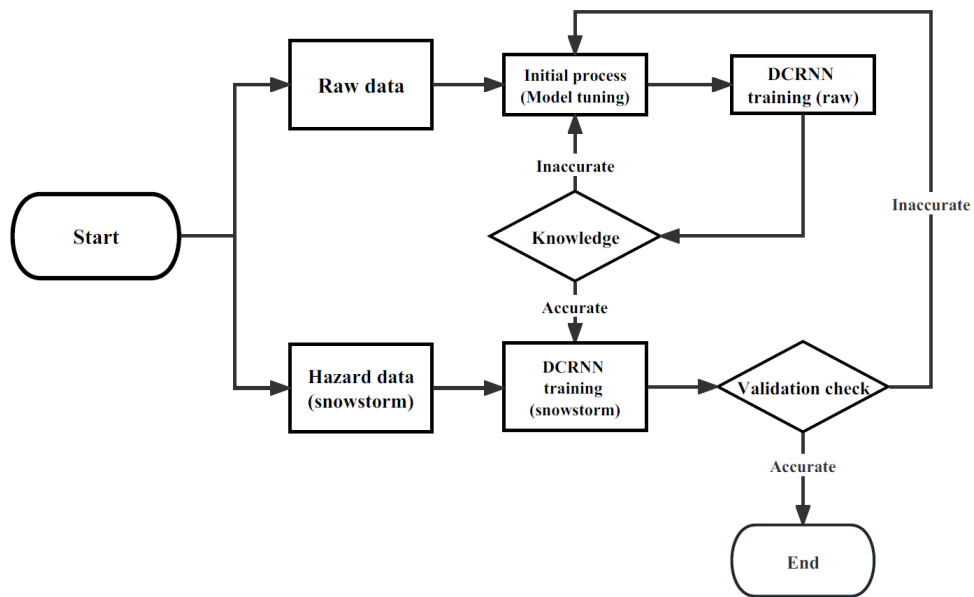 Raw data
Initial process
(Model tuning)
DCRNN
training (raw)
Inaccurate
Inaccurate
Start
Knowledge
Accurate
Hazard data
(snowstorm)
DCRNN
training
(snowstorm)
Validation check
Accurate
End